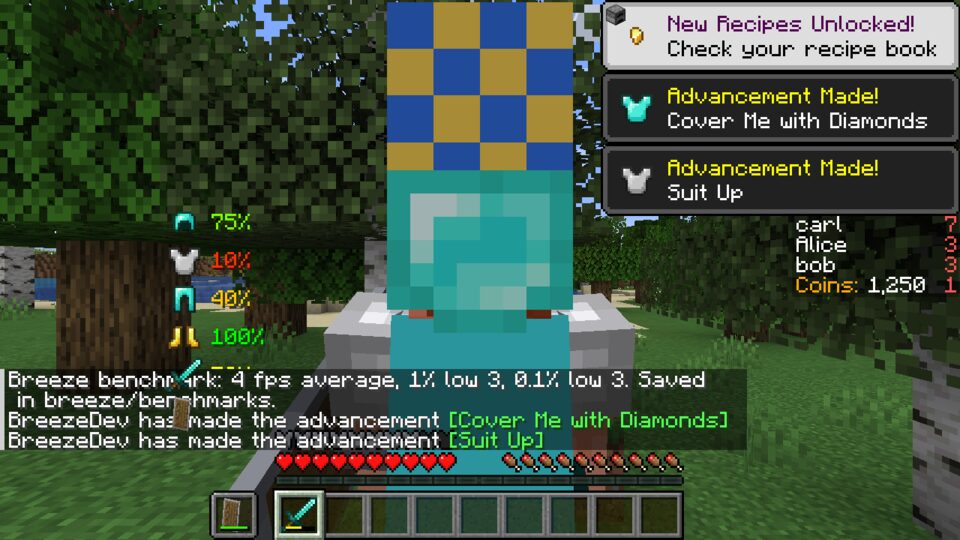 New Recipes Unlocked!
Check your recipe book
Advancement Made!
Cover Me with Diamonds
Advancement Made!
Suit Up
carl 7
Alice 3
bob 3
Coins: 1,250 1
75%
10%
40%
100%
Breeze benchmark: 4 fps average, 1% low 3, 0.1% low 3. Saved
in breeze/benchmarks.
BreezeDev has made the advancement [Cover Me with Diamonds]
BreezeDev has made the advancement [Suit Up]